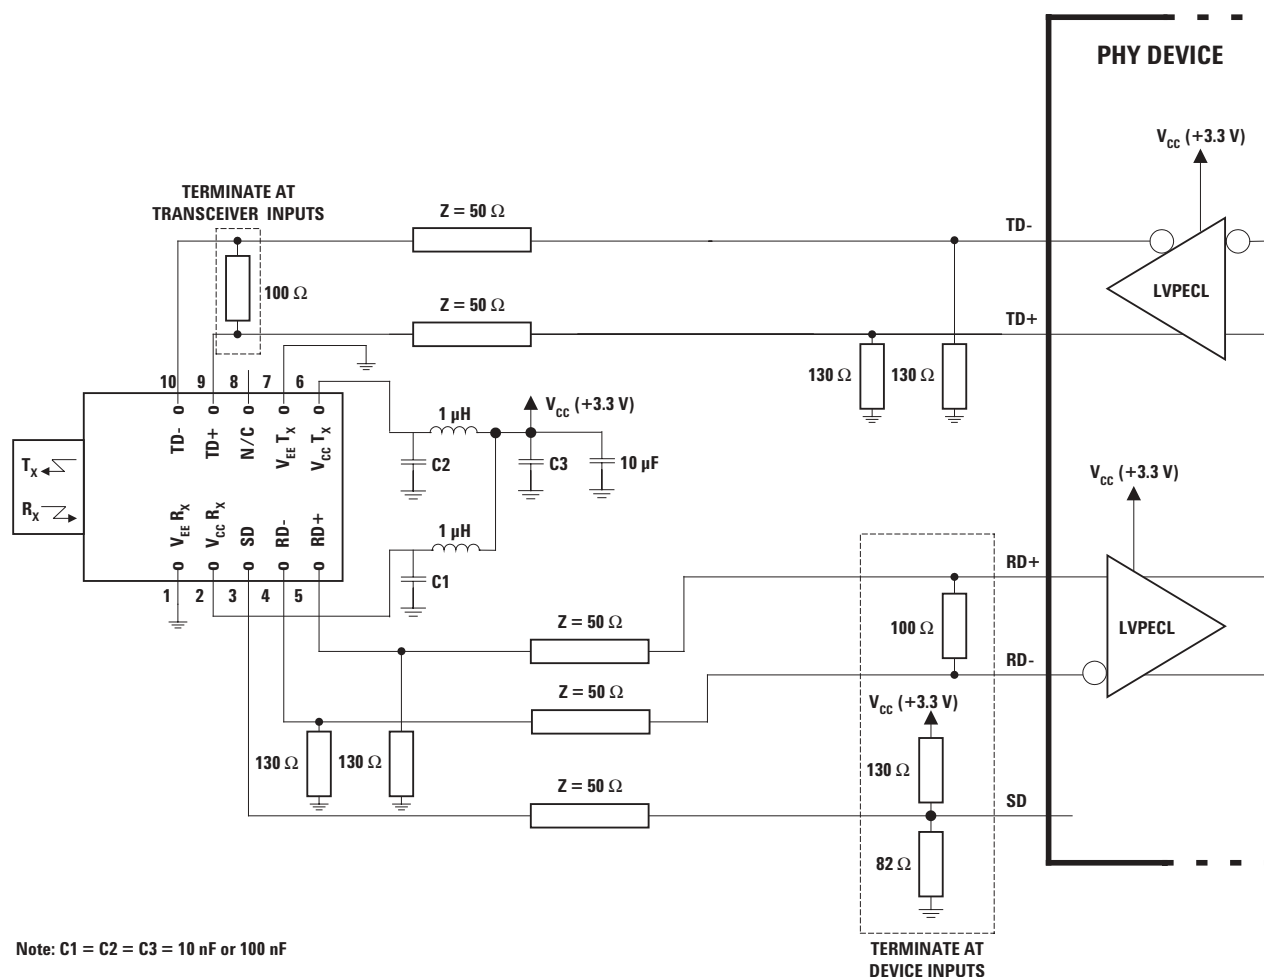 PHY DEVICE
V_CC (+3.3 V)
TERMINATE AT
TRANSCEIVER INPUTS
Z = 50 Ω
TD-
LVPECL
100 Ω
Z = 50 Ω
TD+
130 Ω
130 Ω
10
9
8
7
6
TD-
TD+
N/C
V_EE T_X
V_CC T_X
1 µH
V_CC (+3.3 V)
C2
C3
10 µF
T_X
R_X
V_EE R_X
V_CC R_X
SD
RD-
RD+
1 µH
C1
1
2
3
4
5
V_CC (+3.3 V)
RD+
Z = 50 Ω
100 Ω
LVPECL
RD-
Z = 50 Ω
V_CC (+3.3 V)
130 Ω
130 Ω
130 Ω
Z = 50 Ω
SD
82 Ω
Note: C1 = C2 = C3 = 10 nF or 100 nF
TERMINATE AT
DEVICE INPUTS